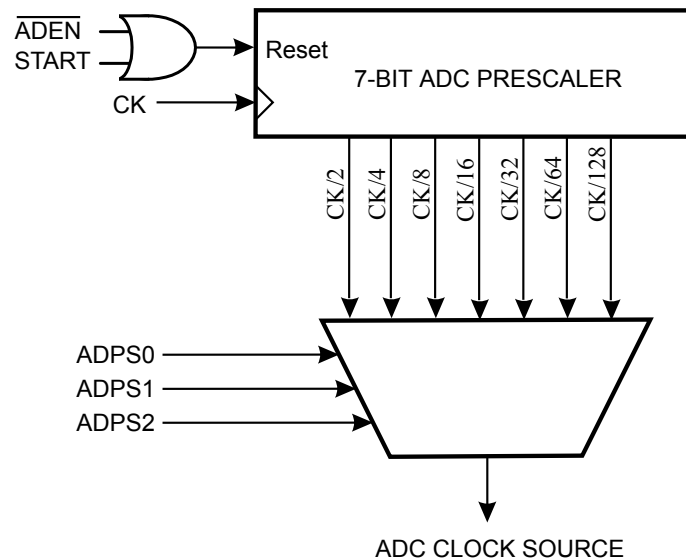 ADEN
START
Reset
7-BIT ADC PRESCALER
CK
CK/2
CK/4
CK/8
CK/16
CK/32
CK/64
CK/128
ADPS0
ADPS1
ADPS2
ADC CLOCK SOURCE